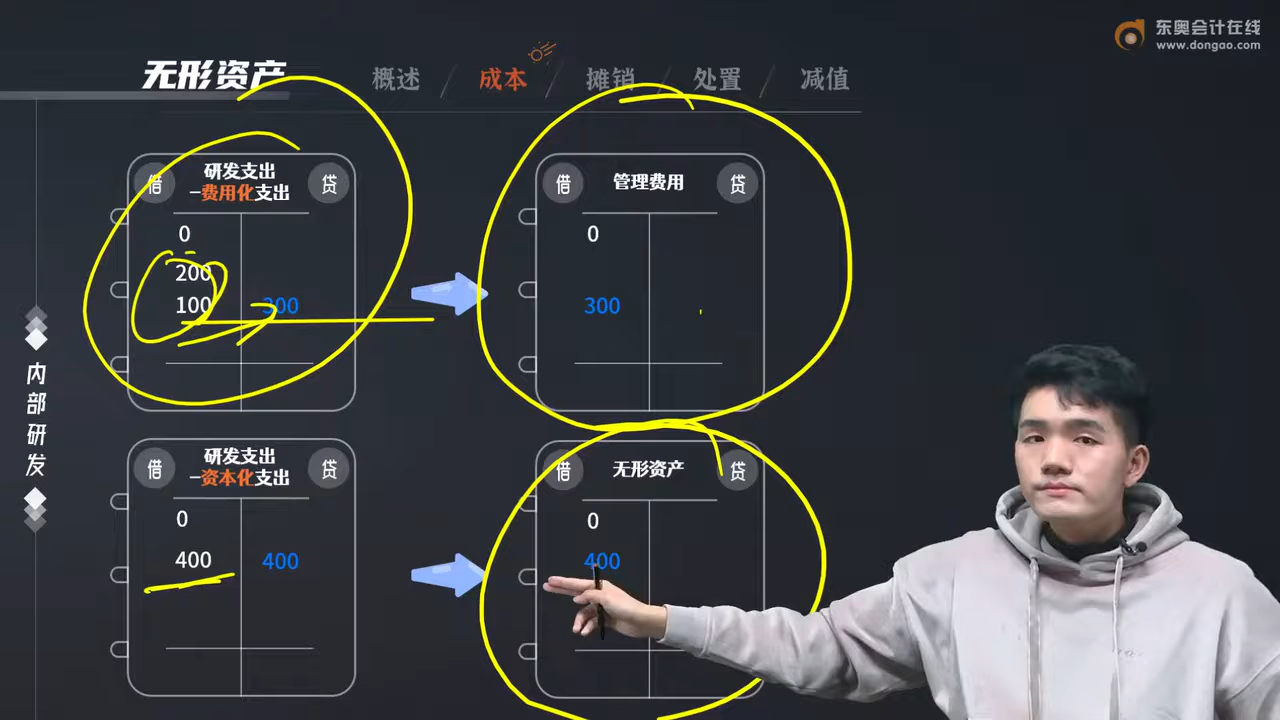 东奥会计在线
www.dongao.com
无形资产
概述 / 成本 / 摊销 / 处置 / 减值
内部研发
借
研发支出
-费用化支出
贷
0
200
100
300
借
管理费用
贷
0
300
借
研发支出
-资本化支出
贷
0
400
400
借
无形资产
贷
0
400